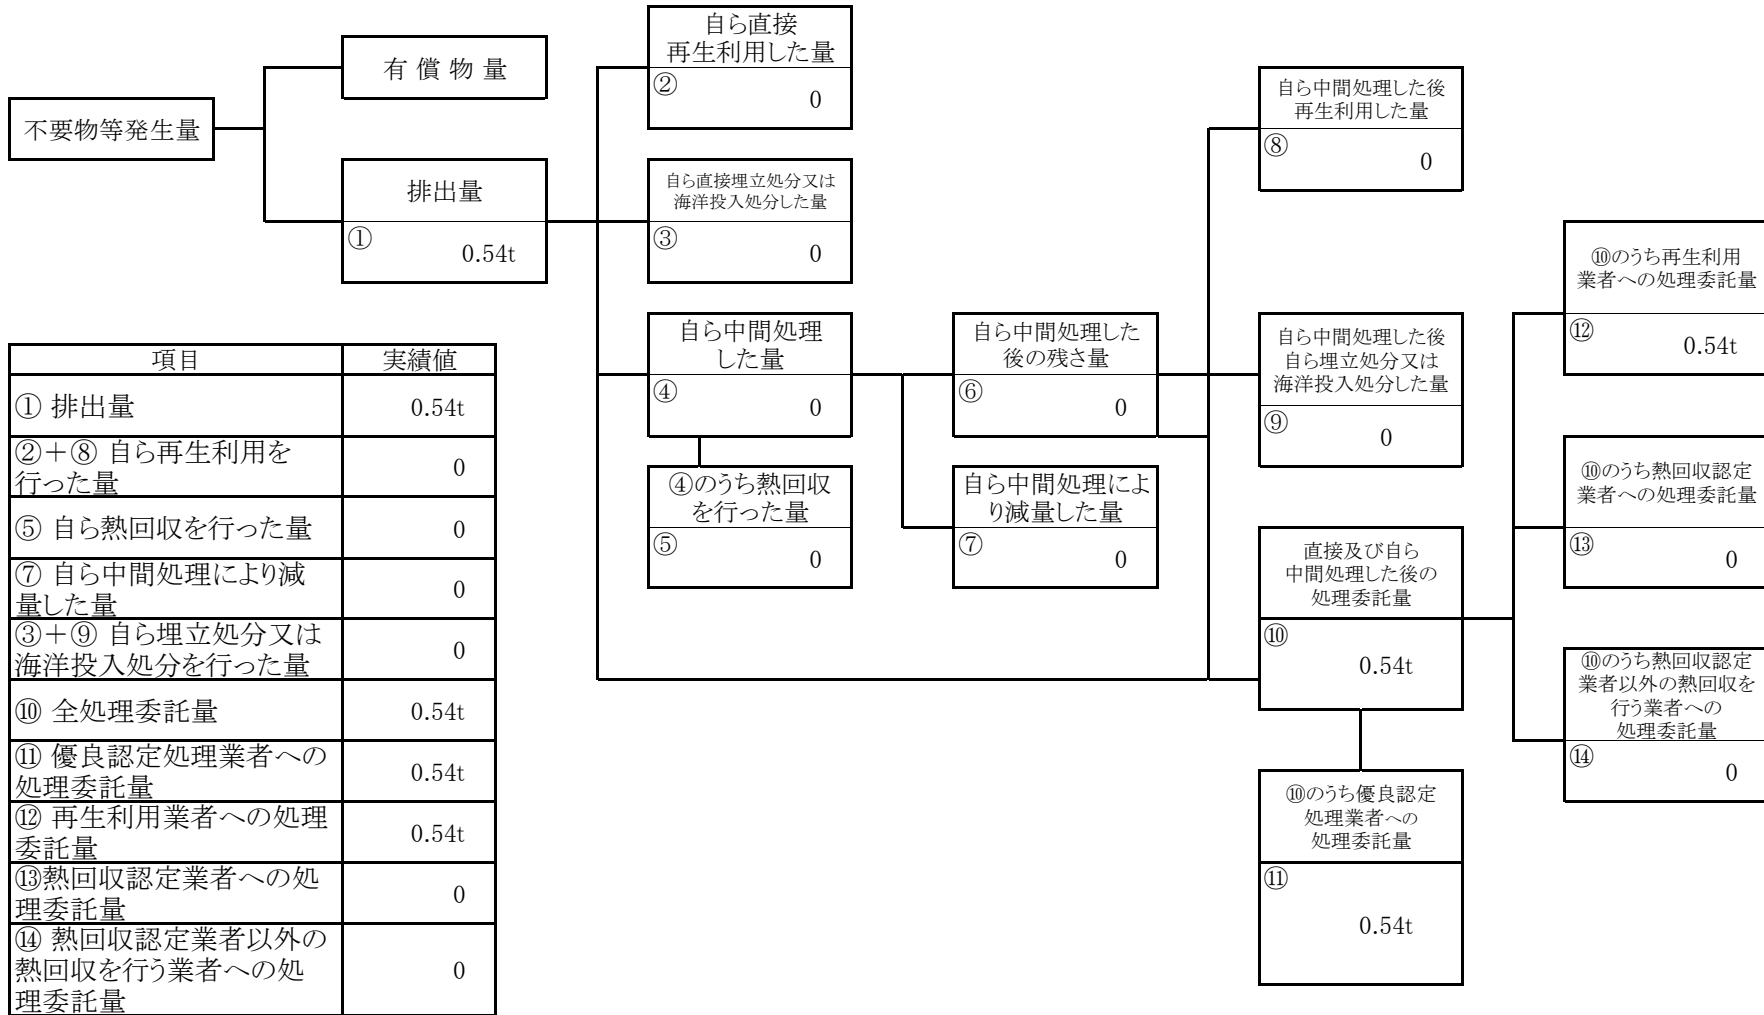 不要物等発生量
有 償 物 量
排出量
①
0.54t
自ら直接
再生利用した量
②
0
自ら直接埋立処分又は
海洋投入処分した量
③
0
自ら中間処理
した量
④
0
④のうち熱回収
を行った量
⑤
0
自ら中間処理した
後の残さ量
⑥
0
自ら中間処理によ
り減量した量
⑦
0
自ら中間処理した後
再生利用した量
⑧
0
自ら中間処理した後
自ら埋立処分又は
海洋投入処分した量
⑨
0
直接及び自ら
中間処理した後の
処理委託量
⑩
0.54t
⑩のうち優良認定
処理業者への
処理委託量
⑪
0.54t
⑩のうち再生利用
業者への処理委託量
⑫
0.54t
⑩のうち熱回収認定
業者への処理委託量
⑬
0
⑩のうち熱回収認定
業者以外の熱回収を
行う業者への
処理委託量
⑭
0
項目 実績値
① 排出量 0.54t
②＋⑧ 自ら再生利用を
行った量 0
⑤ 自ら熱回収を行った量 0
⑦ 自ら中間処理により減
量した量 0
③＋⑨ 自ら埋立処分又は
海洋投入処分を行った量 0
⑩ 全処理委託量 0.54t
⑪ 優良認定処理業者への
処理委託量 0.54t
⑫ 再生利用業者への処理
委託量 0.54t
⑬熱回収認定業者への処
理委託量 0
⑭ 熱回収認定業者以外の
熱回収を行う業者への処
理委託量 0